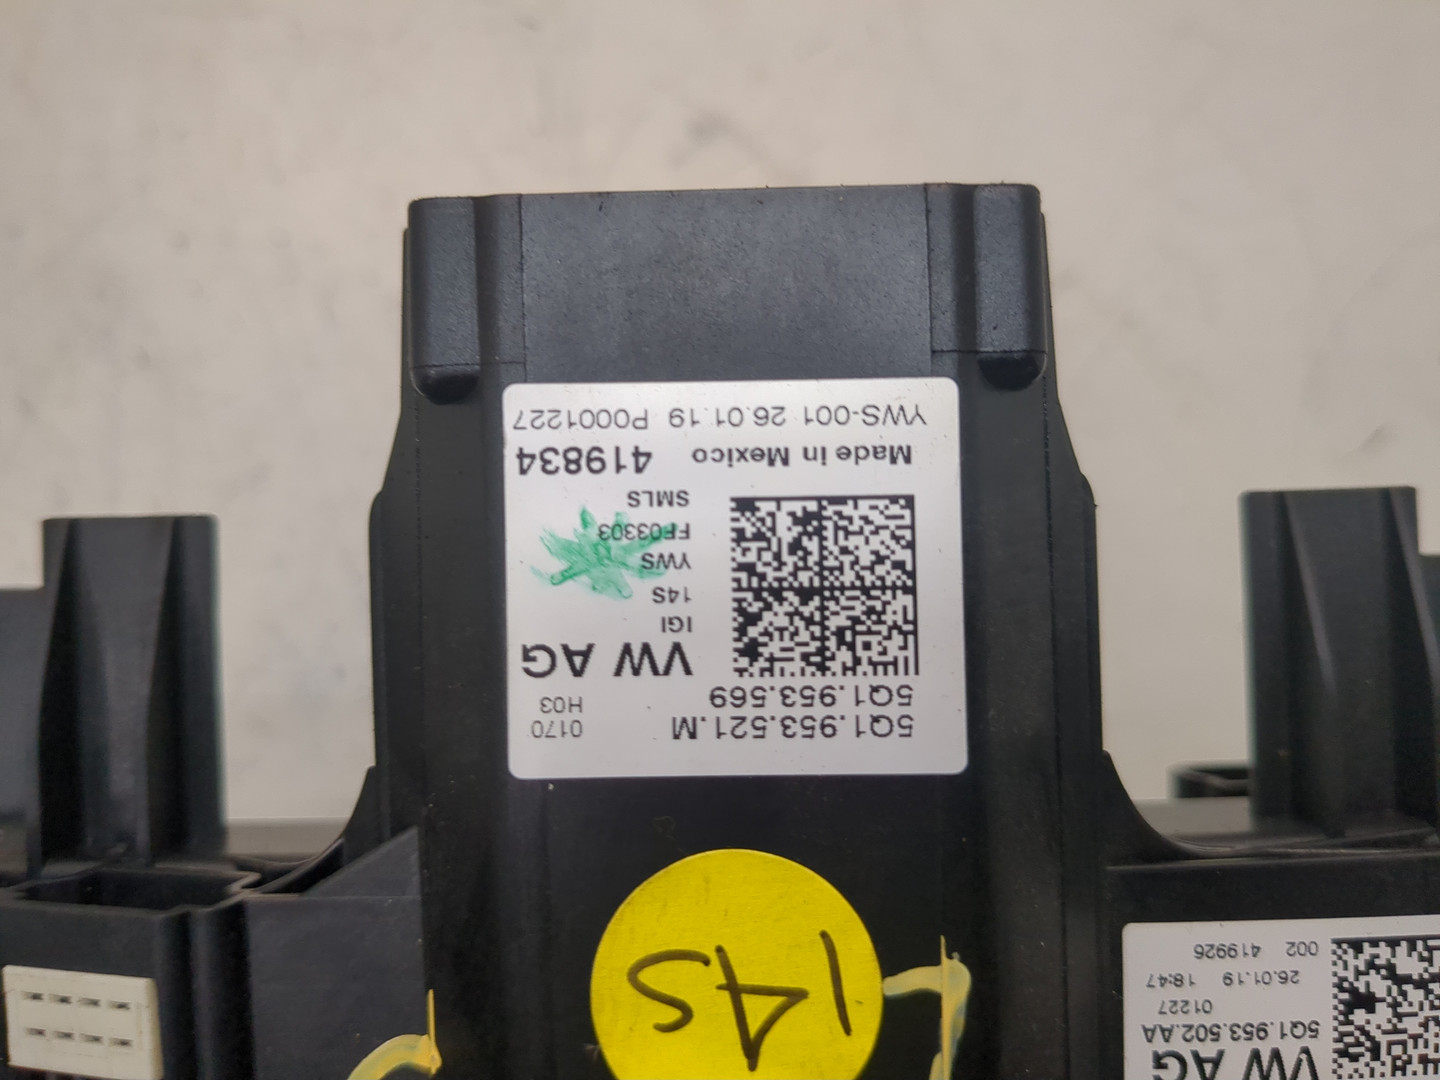 5Q1.953.521.M 0170
5Q1.953.569 H03
VW AG
IGI
14S
YWS
FF03303
SMLS
Made in Mexico 419834
YWS-001 26.01.19 P0001227
14S
VW AG
5Q1.953.502.AA
01227
26.01.19 18:47
002 419926